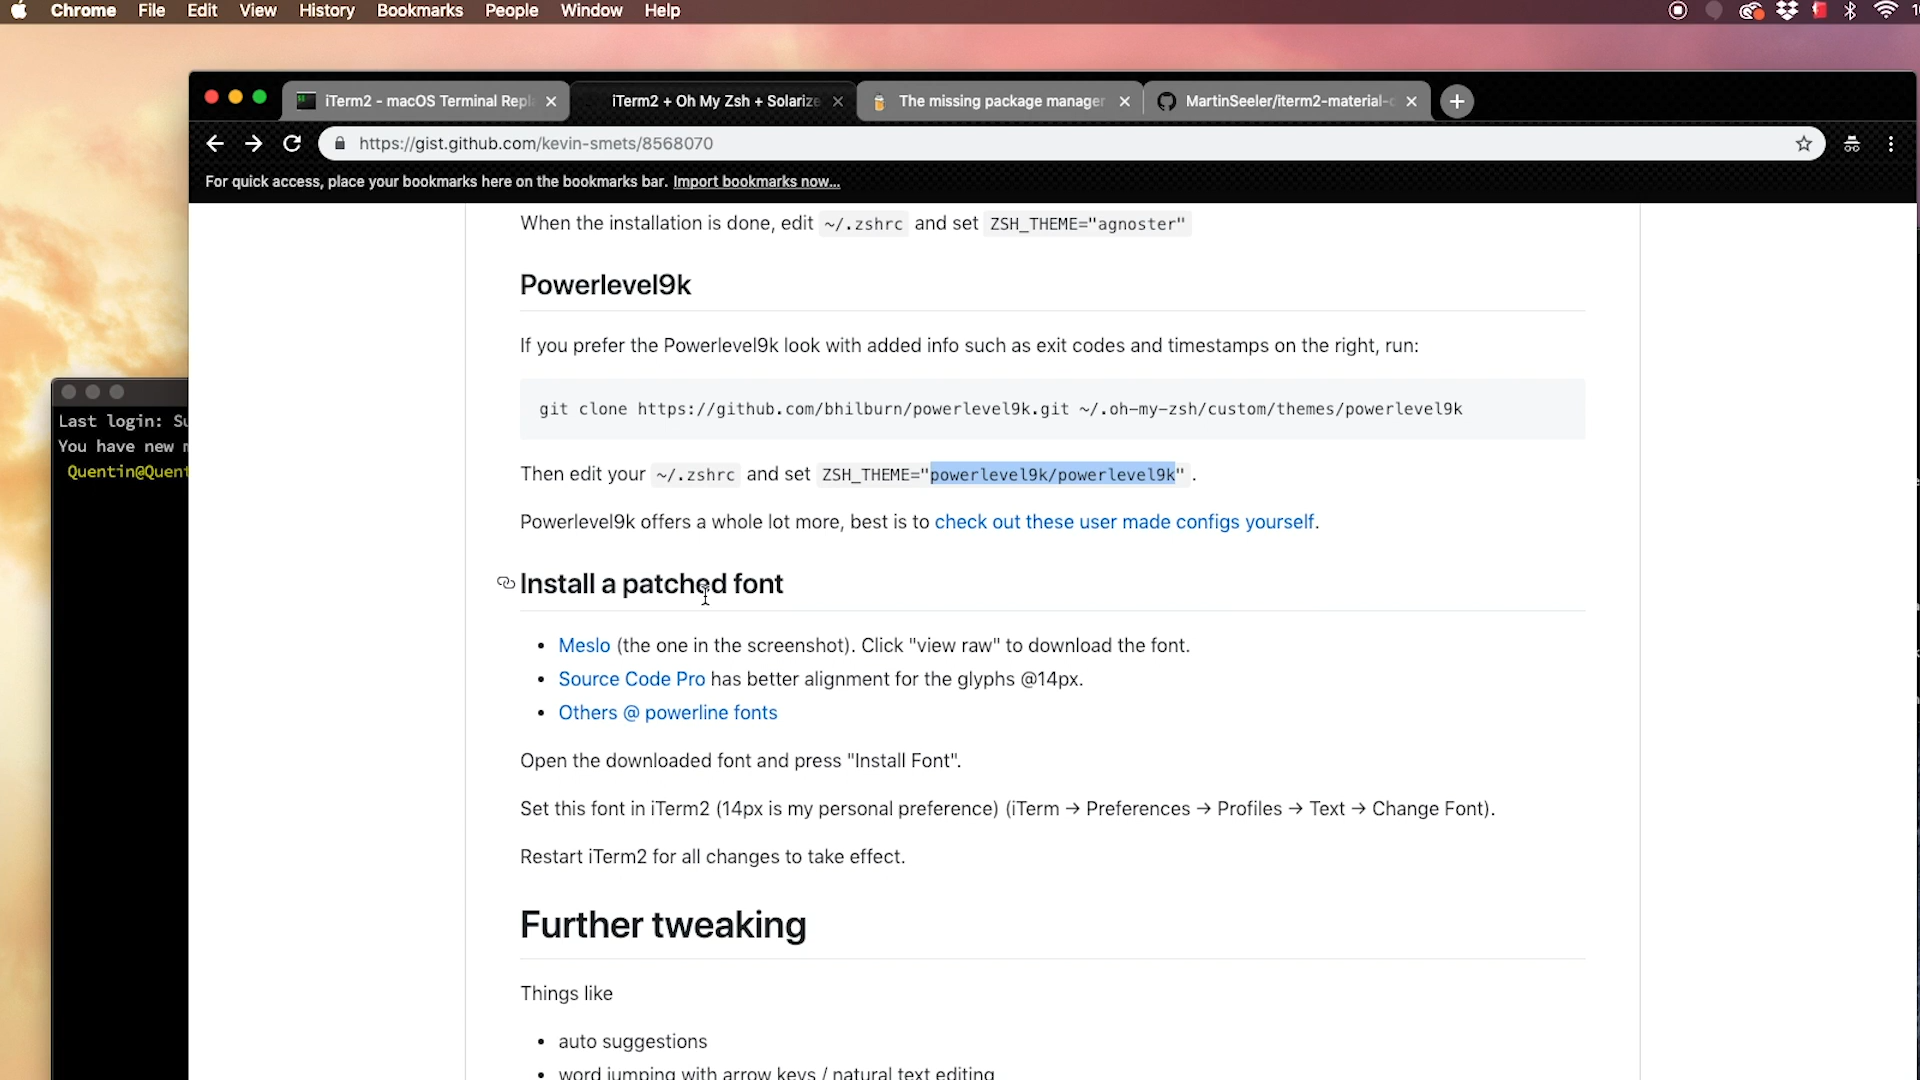 Chrome File Edit View History Bookmarks People Window Help
iTerm2 - macOS Terminal Repl
iTerm2 + Oh My Zsh + Solarize
The missing package manager
MartinSeeler/iterm2-material-c
https://gist.github.com/kevin-smets/8568070
For quick access, place your bookmarks here on the bookmarks bar. Import bookmarks now...
When the installation is done, edit ~/.zshrc and set ZSH_THEME="agnoster"
Powerlevel9k
If you prefer the Powerlevel9k look with added info such as exit codes and timestamps on the right, run:
git clone https://github.com/bhilburn/powerlevel9k.git ~/.oh-my-zsh/custom/themes/powerlevel9k
Last login: Su
You have new m
Quentin@Quent
Then edit your ~/.zshrc and set ZSH_THEME="powerlevel9k/powerlevel9k" .
Powerlevel9k offers a whole lot more, best is to check out these user made configs yourself.
Install a patched font
• Meslo (the one in the screenshot). Click "view raw" to download the font.
• Source Code Pro has better alignment for the glyphs @14px.
• Others @ powerline fonts
Open the downloaded font and press "Install Font".
Set this font in iTerm2 (14px is my personal preference) (iTerm → Preferences → Profiles → Text → Change Font).
Restart iTerm2 for all changes to take effect.
Further tweaking
Things like
• auto suggestions
• word jumping with arrow keys / natural text editing